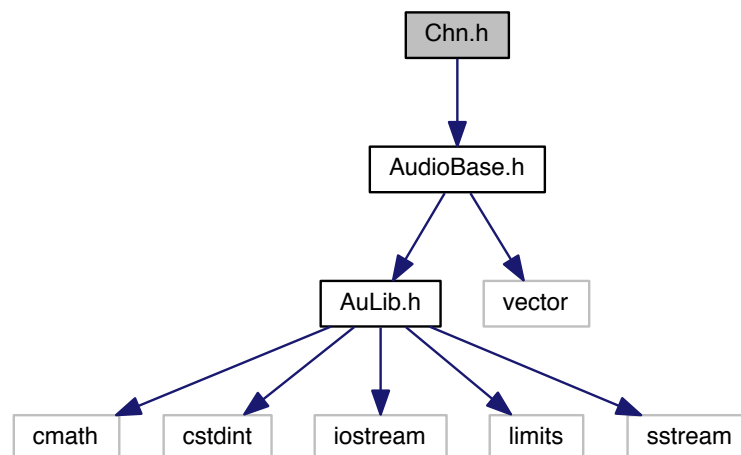 Chn.h
AudioBase.h
AuLib.h
vector
cmath
cstdint
iostream
limits
sstream